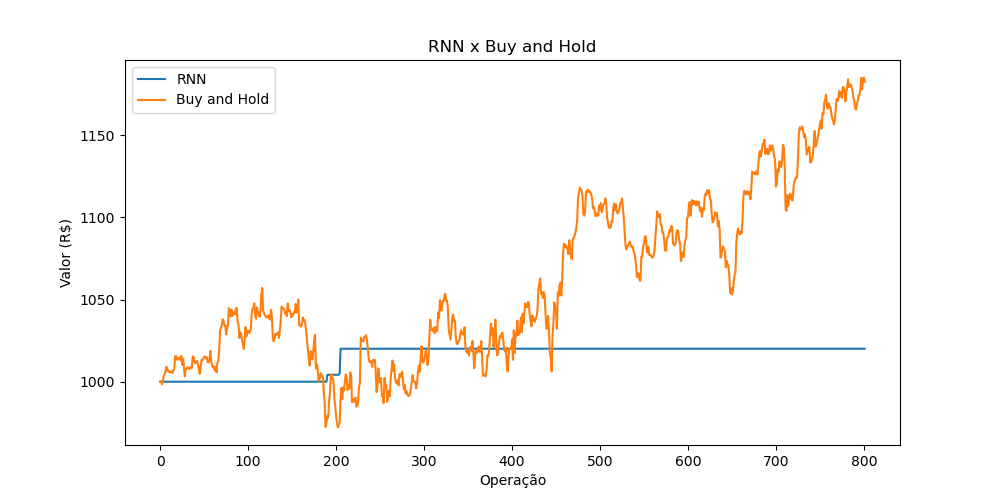 RNN x Buy and Hold
RNN
Buy and Hold
Valor (R$)
1150
1100
1050
1000
0 100 200 300 400 500 600 700 800
Operação